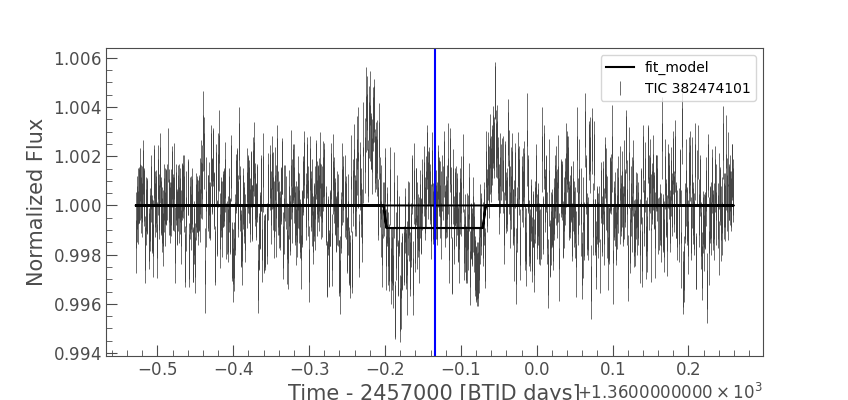 1.006
1.004
1.002
1.000
0.998
0.996
0.994
Normalized Flux
fit_model
TIC 382474101
−0.5 −0.4 −0.3 −0.2 −0.1 0.0 0.1 0.2
Time - 2457000 [BTJD days] +1.3600000000 × 10³